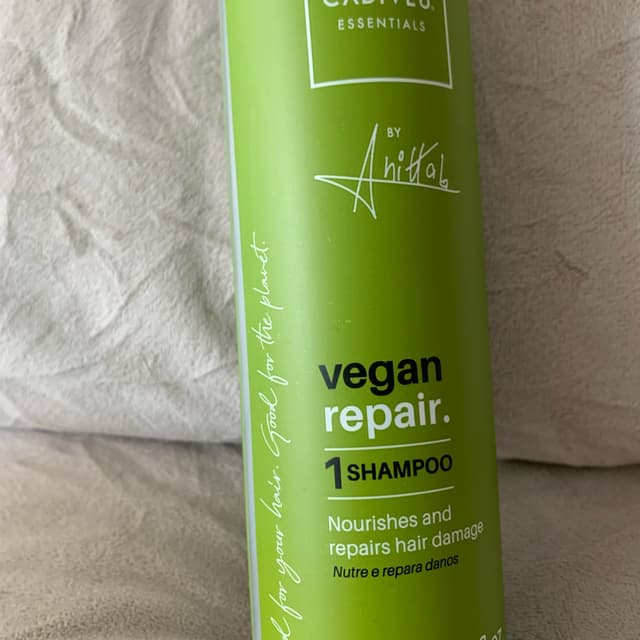 ESSENTIALS
BY
Anitta
vegan
repair.
1 SHAMPOO
Nourishes and
repairs hair damage
Nutre e repara danos
for your hair. Good for the planet.